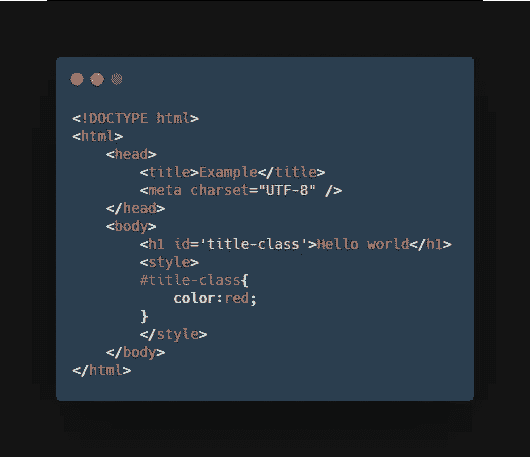 <!DOCTYPE html>
<html>
    <head>
        <title>Example</title>
        <meta charset="UTF-8" />
    </head>
    <body>
        <h1 id='title-class'>Hello world</h1>
        <style>
        #title-class{
            color:red;
        }
        </style>
    </body>
</html>